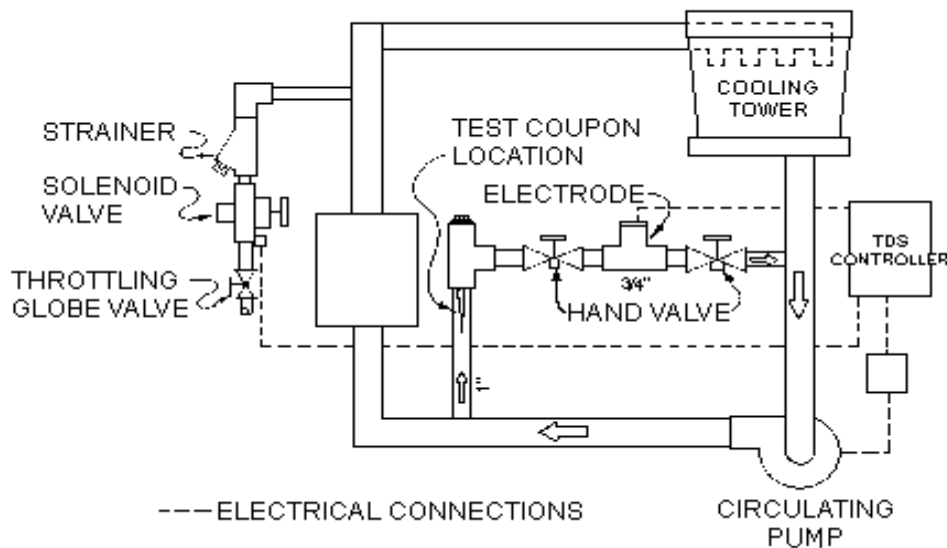 COOLING
TOWER
STRAINER
TEST COUPON
LOCATION
SOLENOID
VALVE
ELECTRODE
TDS
CONTROLLER
THROTTLING
GLOBE VALVE
3/4"
HAND VALVE
----ELECTRICAL CONNECTIONS
CIRCULATING
PUMP